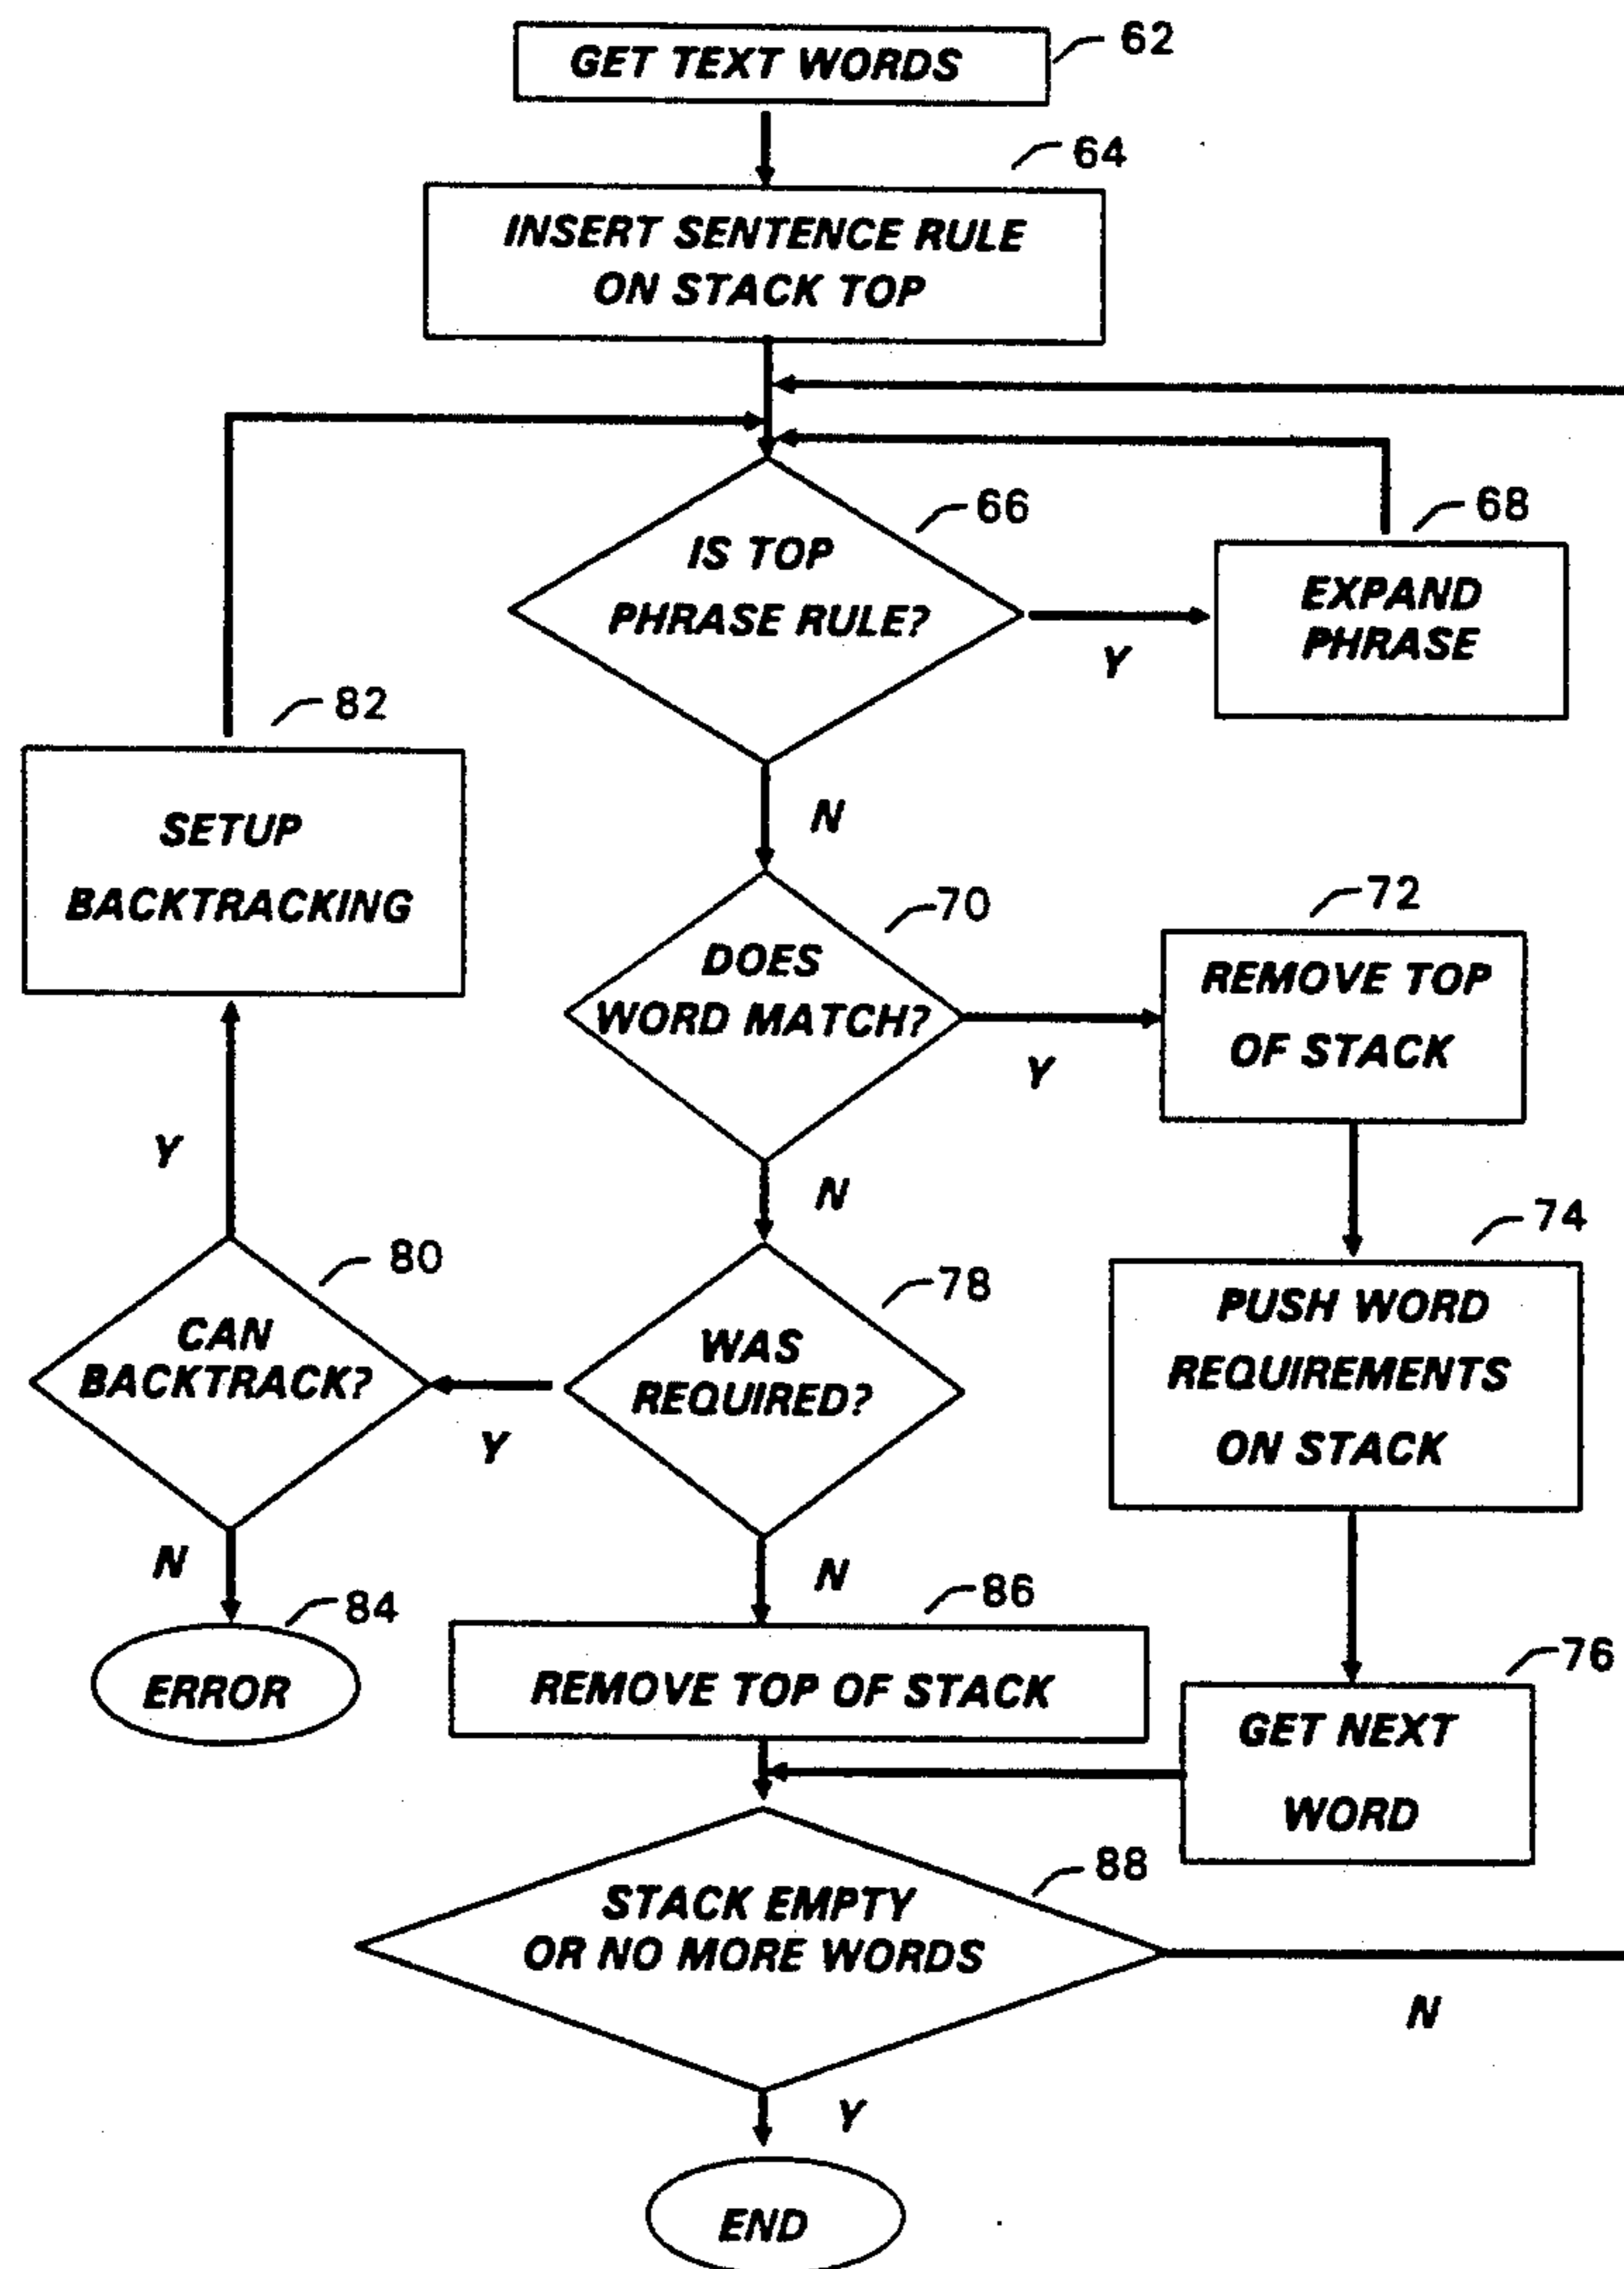 GET TEXT WORDS
62
64
INSERT SENTENCE RULE
ON STACK TOP
66
IS TOP
PHRASE RULE?
Y
68
EXPAND
PHRASE
N
82
SETUP
BACKTRACKING
70
DOES
WORD MATCH?
Y
72
REMOVE TOP
OF STACK
N
74
PUSH WORD
REQUIREMENTS
ON STACK
78
WAS
REQUIRED?
Y
80
CAN
BACKTRACK?
Y
N
84
ERROR
N
86
REMOVE TOP OF STACK
76
GET NEXT
WORD
88
STACK EMPTY
OR NO MORE WORDS
N
Y
END